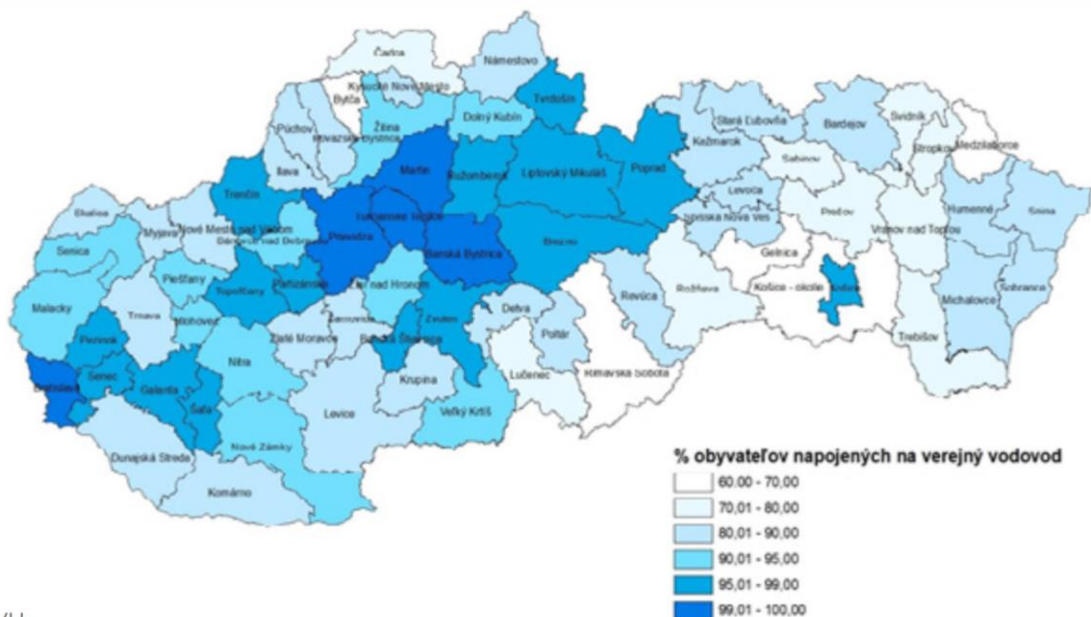 Čadca
Námestovo
Kysucké Nové Mesto
Bytča
Tvrdošín
Dolný Kubín
Žilina
Púchov
Považská Bystrica
Ilava
Martin
Ružomberok
Liptovský Mikuláš
Poprad
Stará Ľubovňa
Kežmarok
Bardejov
Svidník
Stropkov
Medzilaborce
Sabinov
Levoča
Spišská Nová Ves
Prešov
Humenné
Snina
Vranov nad Topľou
Trenčín
Turčianske Teplice
Prievidza
Banská Bystrica
Brezno
Gelnica
Skalica
Myjava
Nové Mesto nad Váhom
Bánovce nad Bebravou
Senica
Piešťany
Topoľčany
Partizánske
Žiar nad Hronom
Malacky
Trnava
Hlohovec
Zlaté Moravce
Žarnovica
Banská Štiavnica
Zvolen
Detva
Poltár
Revúca
Rožňava
Košice - okolie
Košice
Michalovce
Sobrance
Trebišov
Pezinok
Senec
Bratislava
Galanta
Šaľa
Nitra
Levice
Krupina
Veľký Krtíš
Lučenec
Rimavská Sobota
Dunajská Streda
Nové Zámky
Komárno
% obyvateľov napojených na verejný vodovod
60.00 - 70,00
70,01 - 80,00
80,01 - 90,00
90,01 - 95,00
95,01 - 99,00
99,01 - 100,00